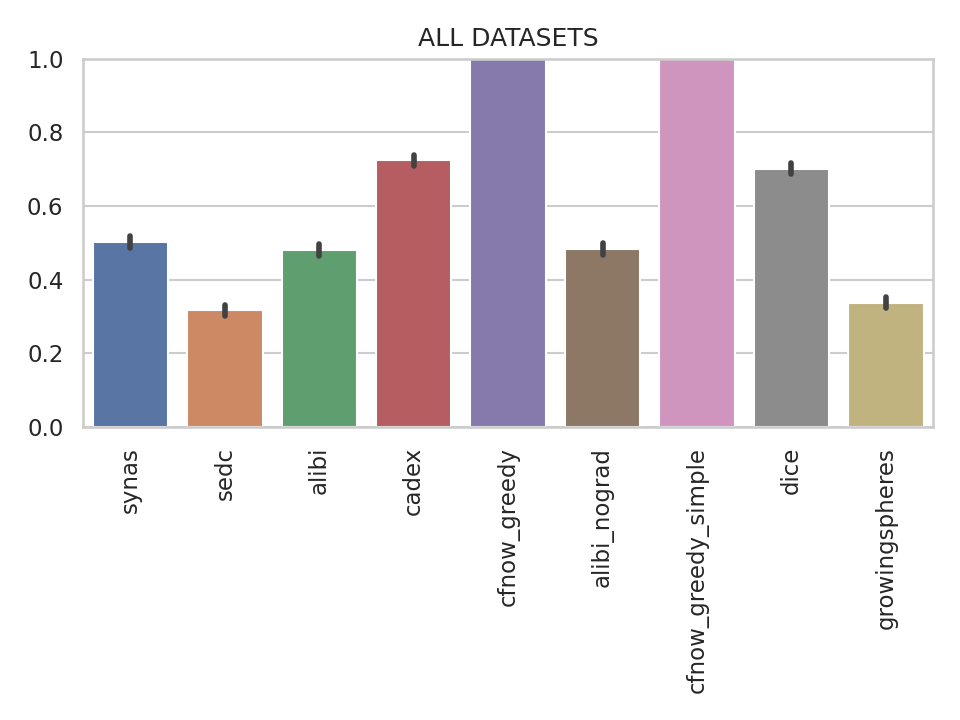 ALL DATASETS
1.0
0.8
0.6
0.4
0.2
0.0
synas
sedc
alibi
cadex
cfnow_greedy
alibi_nograd
cfnow_greedy_simple
dice
growingspheres